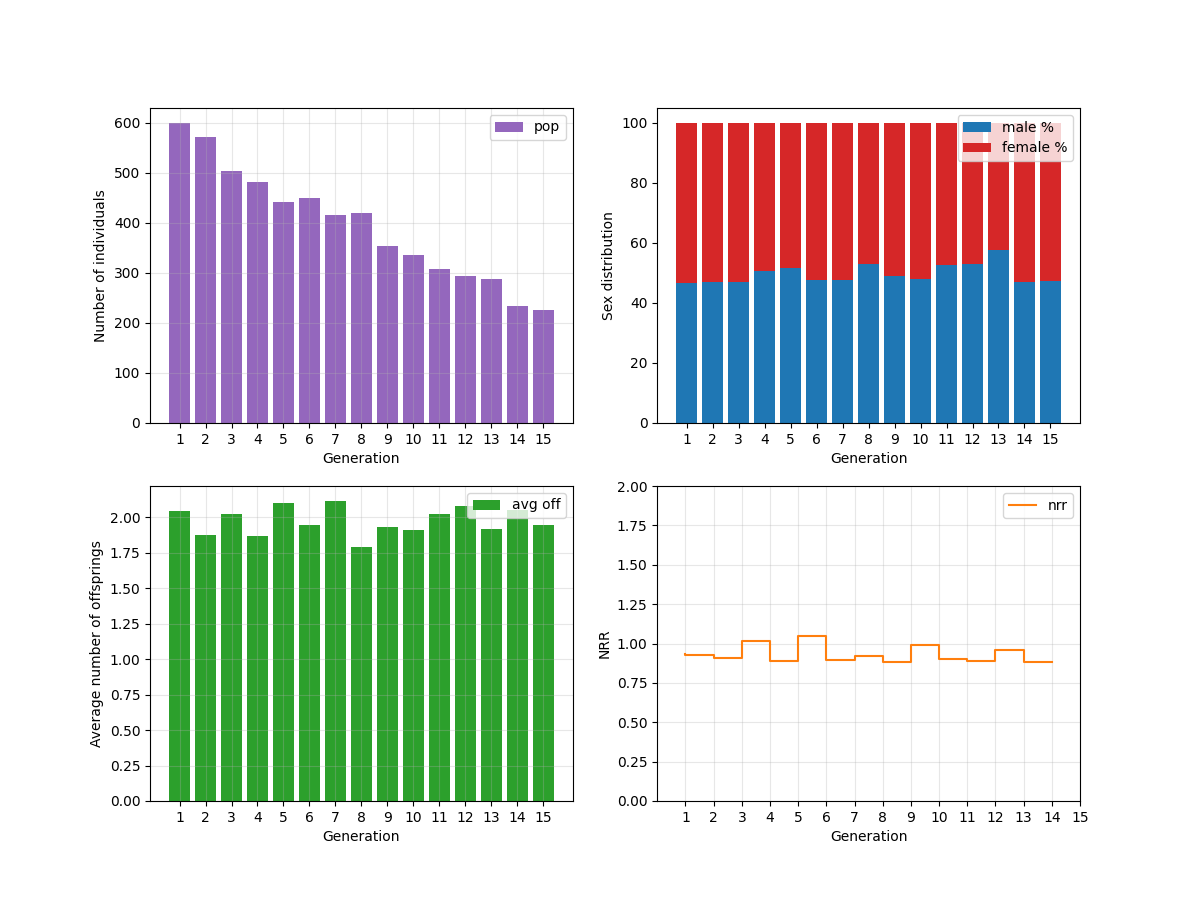 600
500
400
300
200
100
0
Number of individuals
pop
1 2 3 4 5 6 7 8 9 10 11 12 13 14 15
Generation
100
80
60
40
20
0
Sex distribution
male %
female %
1 2 3 4 5 6 7 8 9 10 11 12 13 14 15
Generation
2.00
1.75
1.50
1.25
1.00
0.75
0.50
0.25
0.00
Average number of offsprings
avg off
1 2 3 4 5 6 7 8 9 10 11 12 13 14 15
Generation
2.00
1.75
1.50
1.25
1.00
0.75
0.50
0.25
0.00
NRR
nrr
1 2 3 4 5 6 7 8 9 10 11 12 13 14 15
Generation